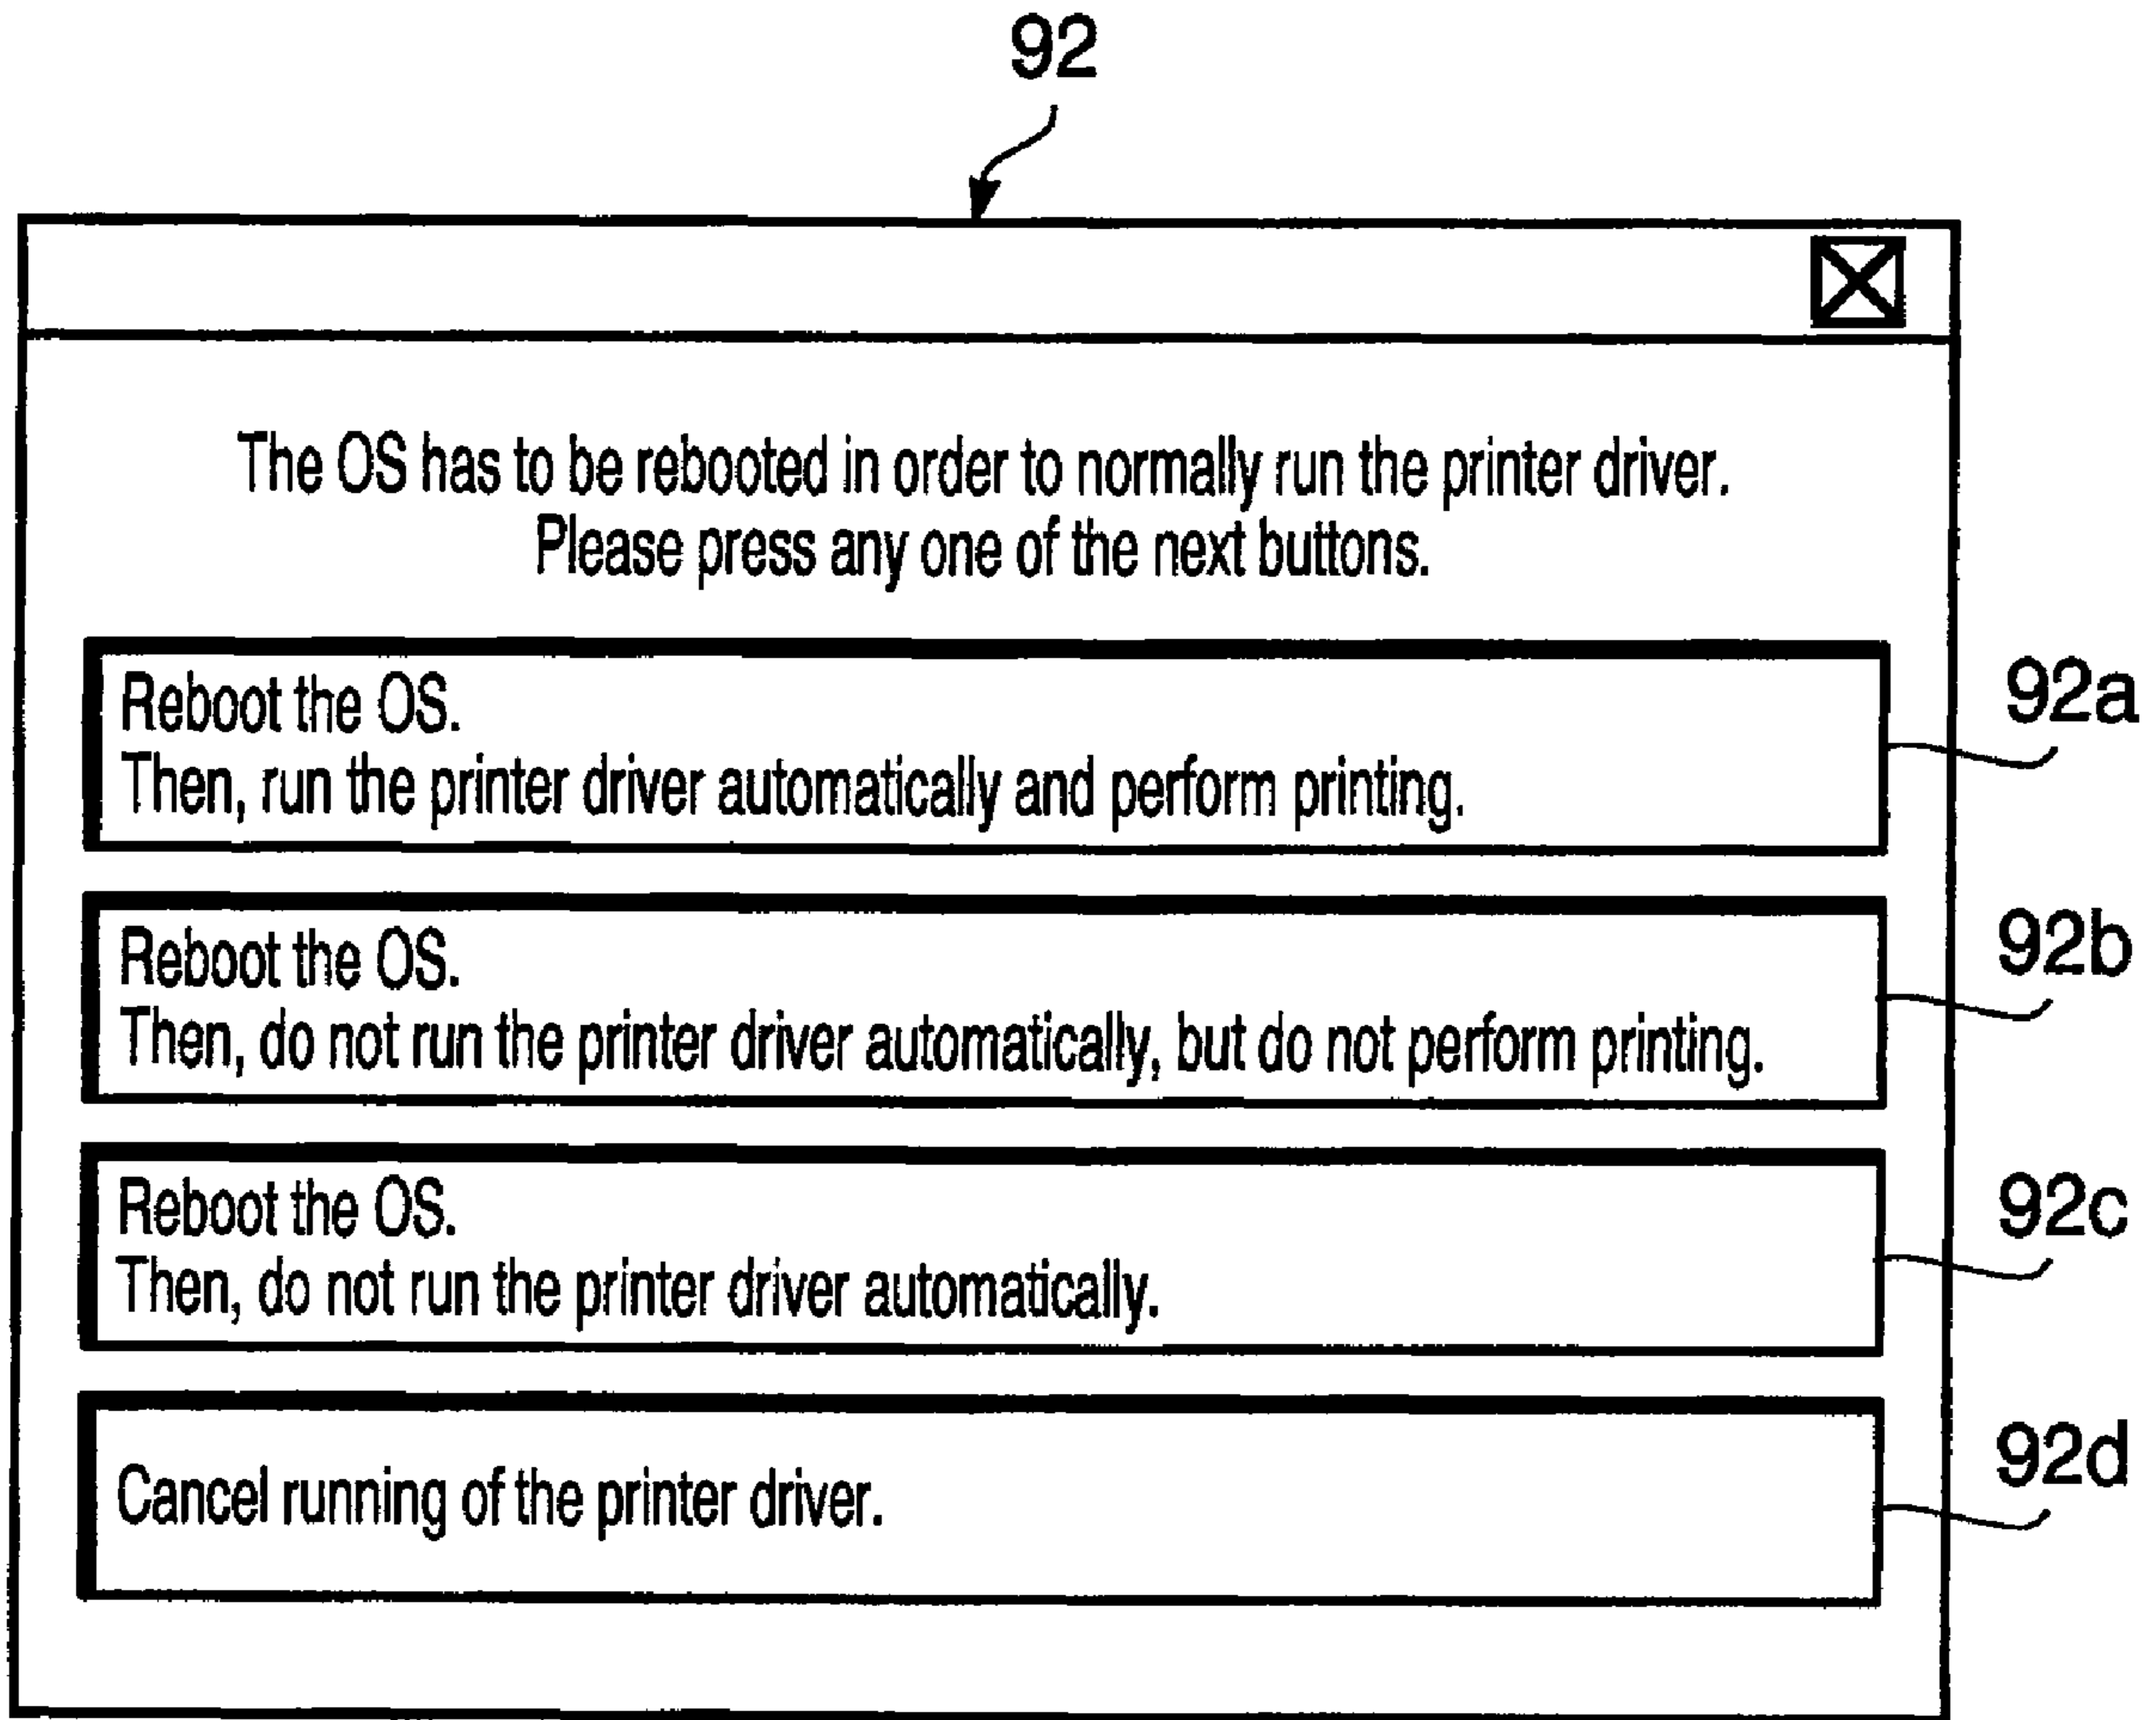 92
The OS has to be rebooted in order to normally run the printer driver.
Please press any one of the next buttons.
Reboot the OS.
Then, run the printer driver automatically and perform printing.
92a
Reboot the OS.
Then, do not run the printer driver automatically, but do not perform printing.
92b
Reboot the OS.
Then, do not run the printer driver automatically.
92c
Cancel running of the printer driver.
92d